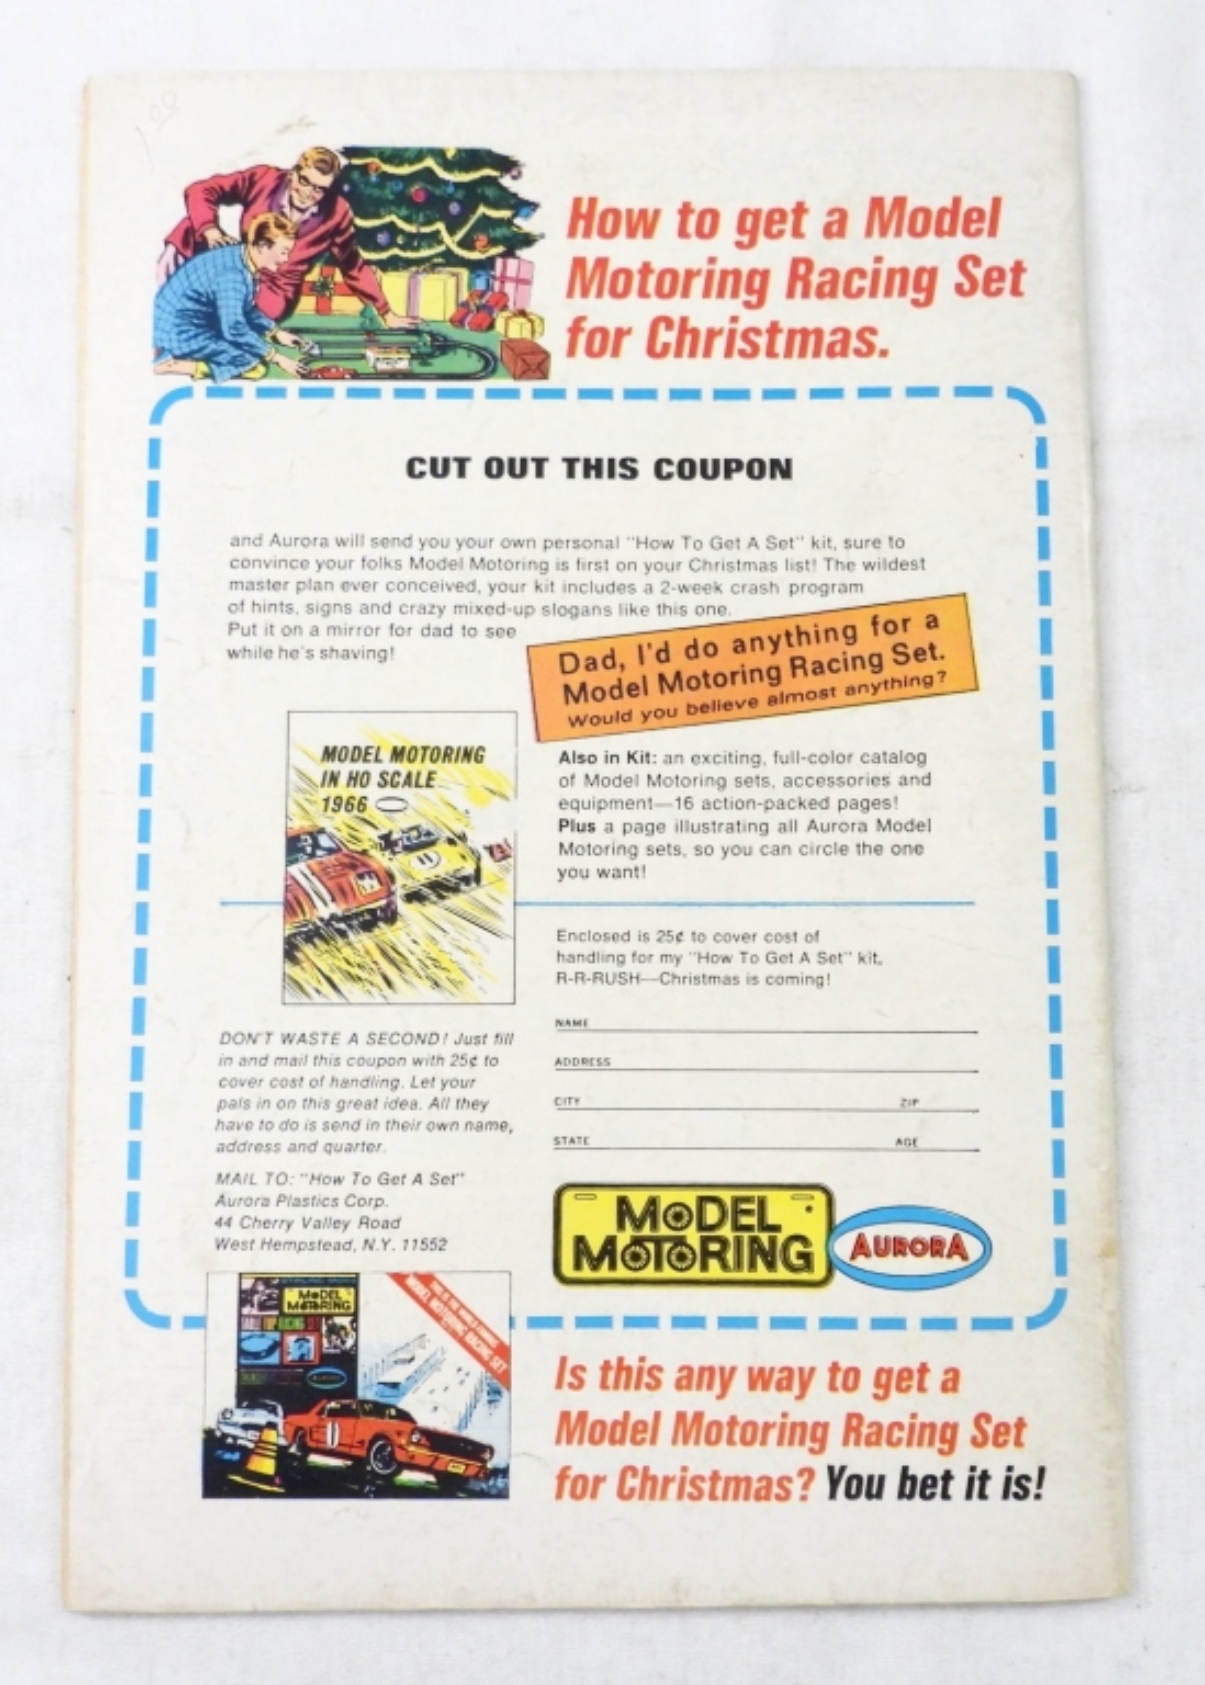 How to get a Model
Motoring Racing Set
for Christmas.
CUT OUT THIS COUPON
and Aurora will send you your own personal "How To Get A Set" kit, sure to
convince your folks Model Motoring is first on your Christmas list! The wildest
master plan ever conceived, your kit includes a 2-week crash program
of hints, signs and crazy mixed-up slogans like this one.
Put it on a mirror for dad to see
while he's shaving!
Dad, I'd do anything for a
Model Motoring Racing Set.
Would you believe almost anything?
MODEL MOTORING
IN HO SCALE
1966
11
Also in Kit: an exciting, full-color catalog
of Model Motoring sets, accessories and
equipment—16 action-packed pages!
Plus a page illustrating all Aurora Model
Motoring sets, so you can circle the one
you want!
Enclosed is 25¢ to cover cost of
handling for my "How To Get A Set" kit.
R-R-RUSH—Christmas is coming!
NAME
ADDRESS
CITY ZIP
STATE AGE
DON'T WASTE A SECOND! Just fill
in and mail this coupon with 25¢ to
cover cost of handling. Let your
pals in on this great idea. All they
have to do is send in their own name,
address and quarter.
MAIL TO: "How To Get A Set"
Aurora Plastics Corp.
44 Cherry Valley Road
West Hempstead, N.Y. 11552
MODEL
MOTORING
AURORA
MODEL
MOTORING
MODEL MOTORING RACING SET
AURORA
Is this any way to get a
Model Motoring Racing Set
for Christmas? You bet it is!